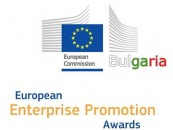 European
Commission
Bulgaria
European
Enterprise Promotion
Awards